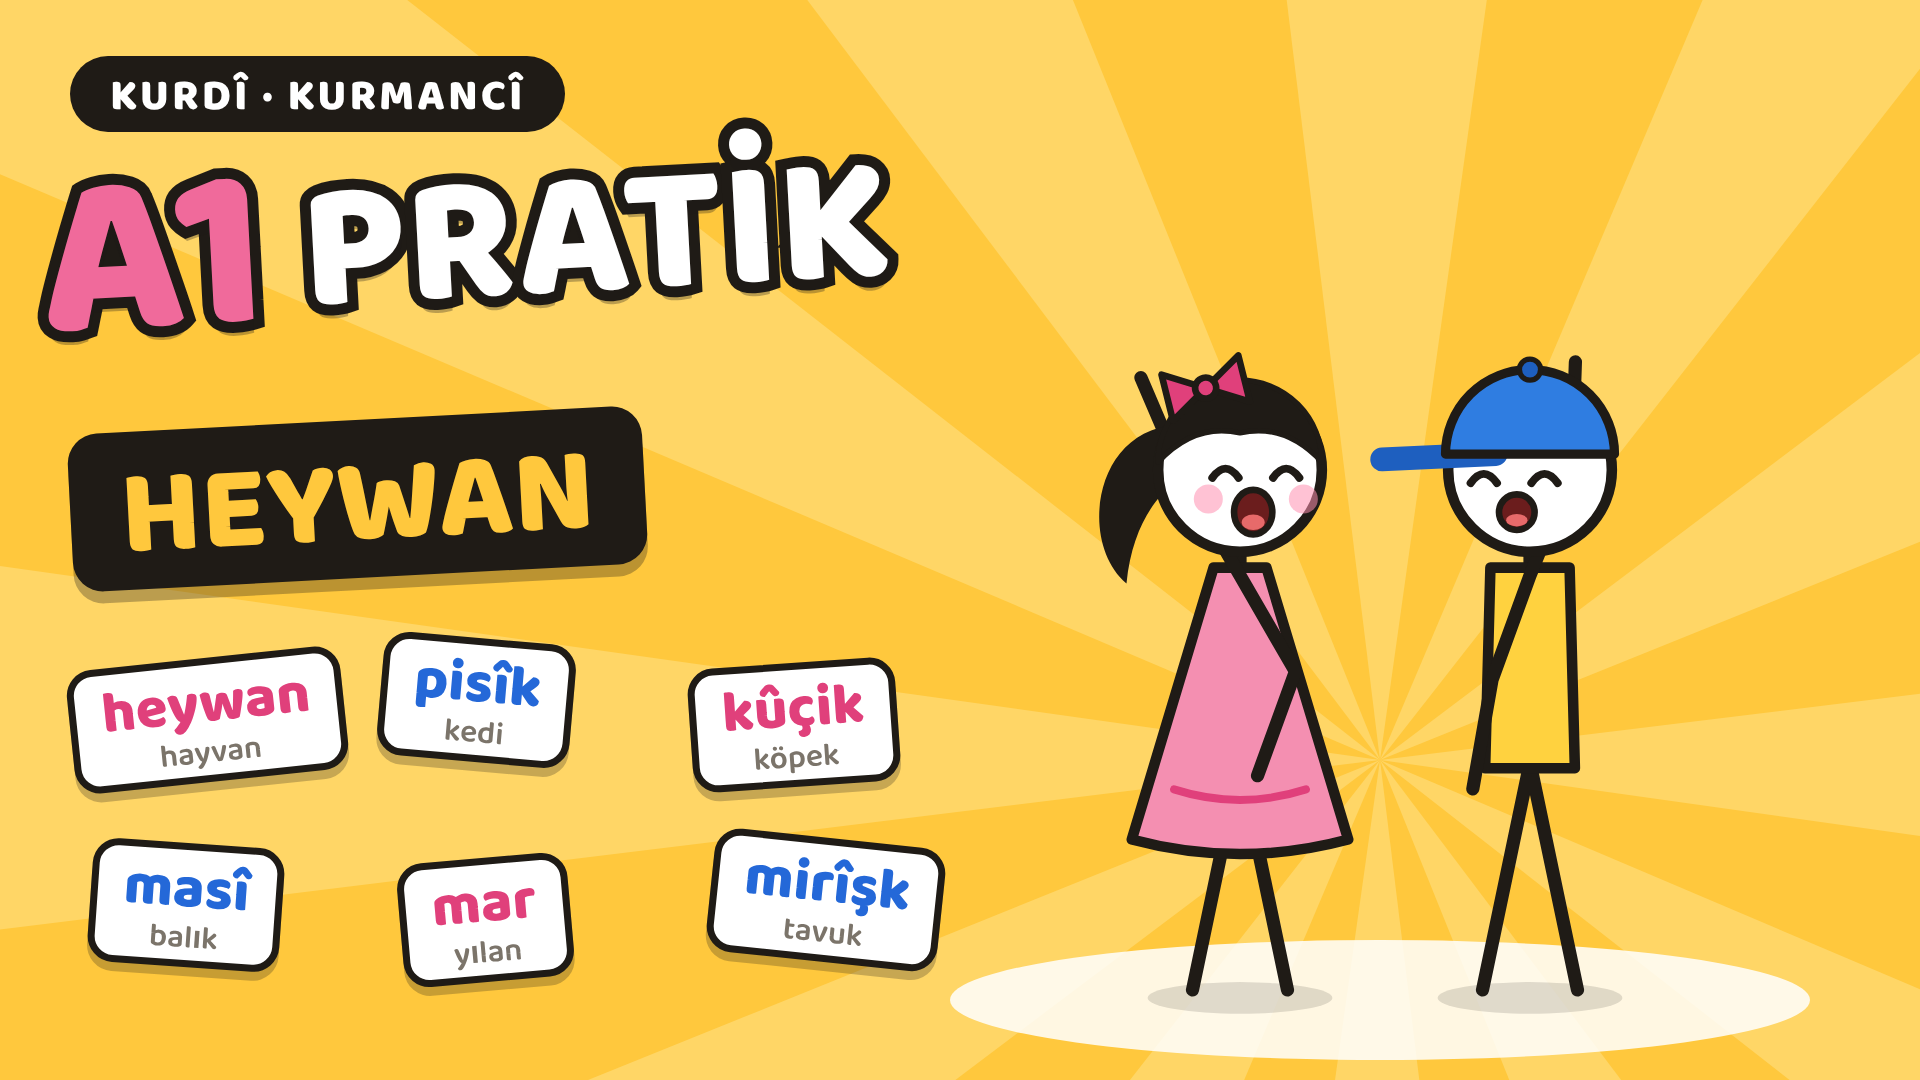 KURDÎ · KURMANCÎ
A1 PRATİK
HEYWAN
heywan
hayvan
pisîk
kedi
kûçik
köpek
masî
balık
mar
yılan
mirîşk
tavuk